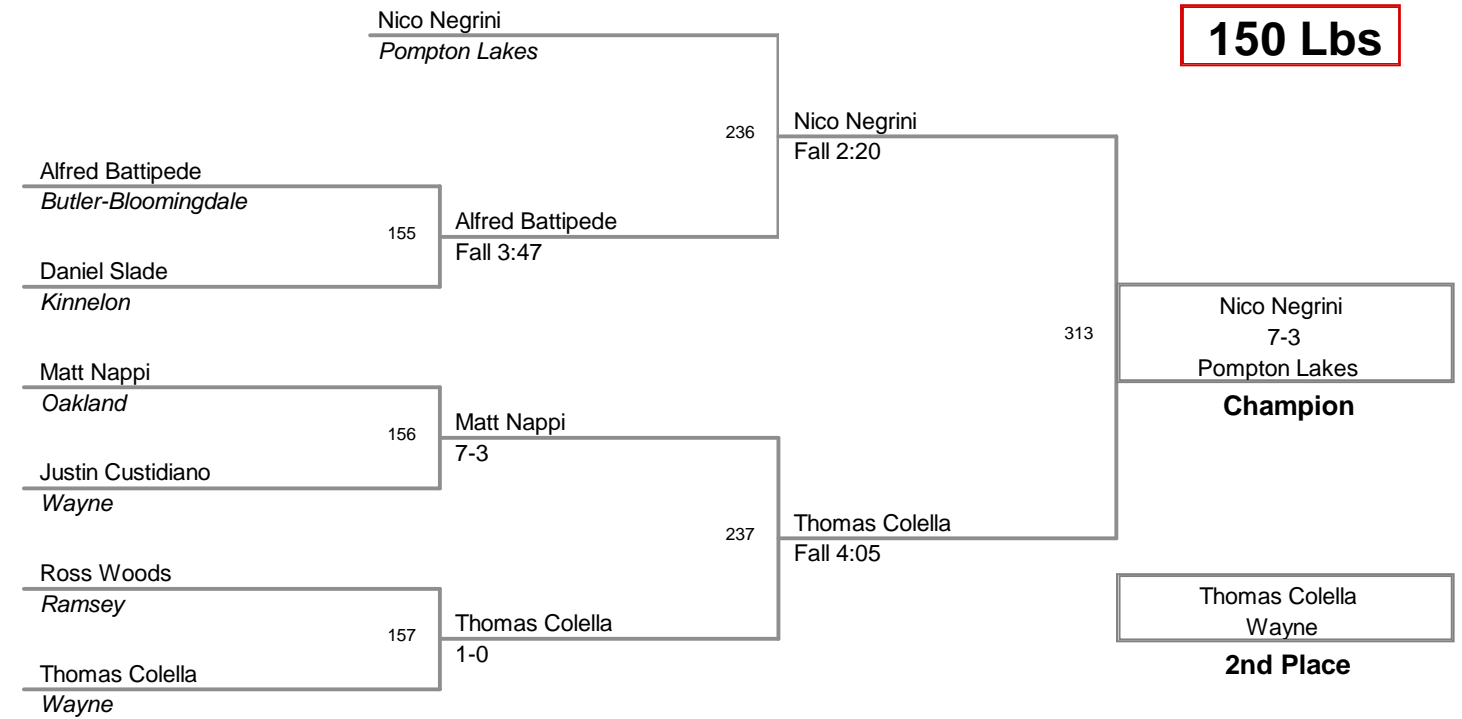 Nico Negrini
Pompton Lakes
150 Lbs
236
Nico Negrini
Fall 2:20
Alfred Battipede
Butler-Bloomingdale
155
Alfred Battipede
Fall 3:47
Daniel Slade
Kinnelon
313
Nico Negrini
7-3
Pompton Lakes
Champion
Matt Nappi
Oakland
156
Matt Nappi
7-3
Justin Custidiano
Wayne
237
Thomas Colella
Fall 4:05
Ross Woods
Ramsey
157
Thomas Colella
1-0
Thomas Colella
Wayne
Thomas Colella
Wayne
2nd Place